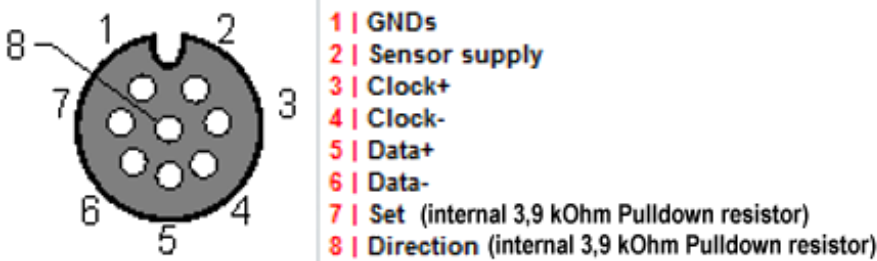 1
2
3
4
5
6
7
8
1 | GNDs
2 | Sensor supply
3 | Clock+
4 | Clock-
5 | Data+
6 | Data-
7 | Set (internal 3,9 kOhm Pulldown resistor)
8 | Direction (internal 3,9 kOhm Pulldown resistor)